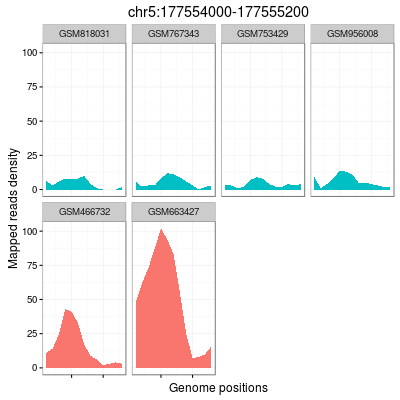 chr5:177554000-177555200
GSM818031 GSM767343 GSM753429 GSM956008
100
75
50
25
0
GSM466732 GSM663427
100
75
50
25
0
Mapped reads density
Genome positions